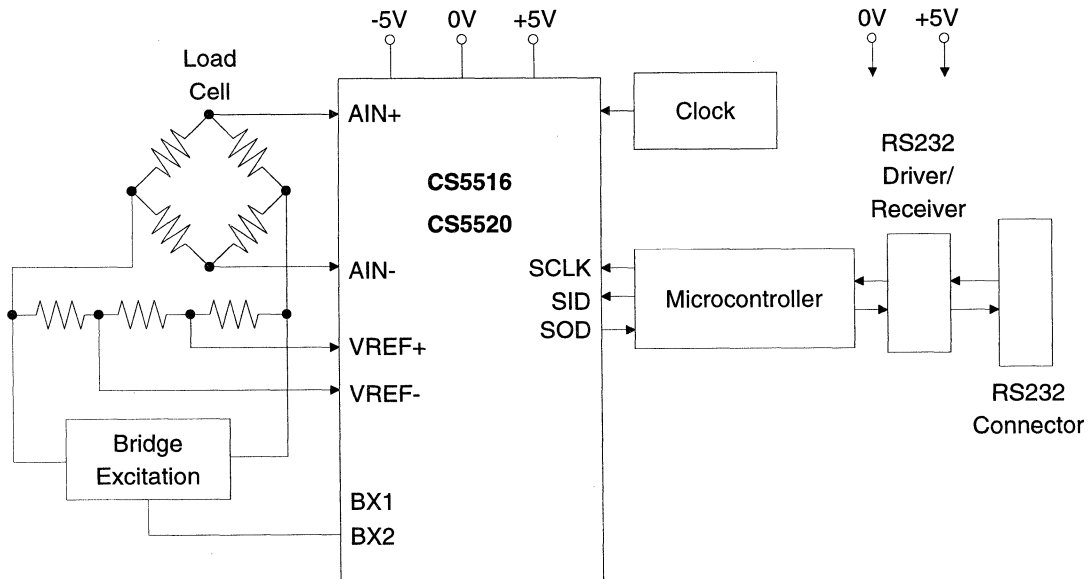 -5V 0V +5V
0V +5V
Load
Cell
AIN+
Clock
CS5516
CS5520
RS232
Driver/
Receiver
AIN-
SCLK
SID
SOD
Microcontroller
VREF+
VREF-
RS232
Connector
Bridge
Excitation
BX1
BX2